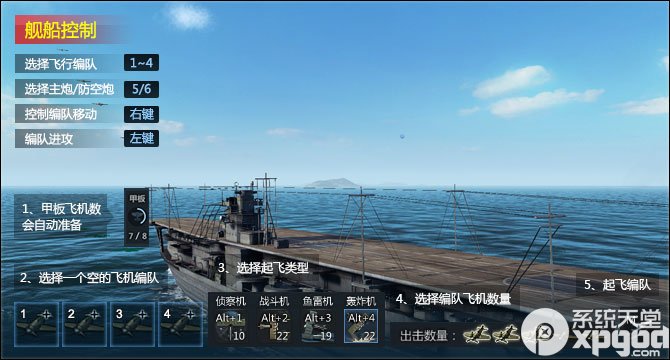 舰船控制
选择飞行编队 1~4
选择主炮/防空炮 5/6
控制编队移动 右键
编队进攻 左键
1、甲板飞机数
会自动准备
甲板
7/8
2、选择一个空的飞机编队
1 2 3 4
3、选择起飞类型
侦察机 战斗机 鱼雷机 轰炸机
Alt+1 Alt+2 Alt+3 Alt+4
10 27 19 22
4、选择编队飞机数量
出击数量：
5、起飞编队
系统天堂
xpgod